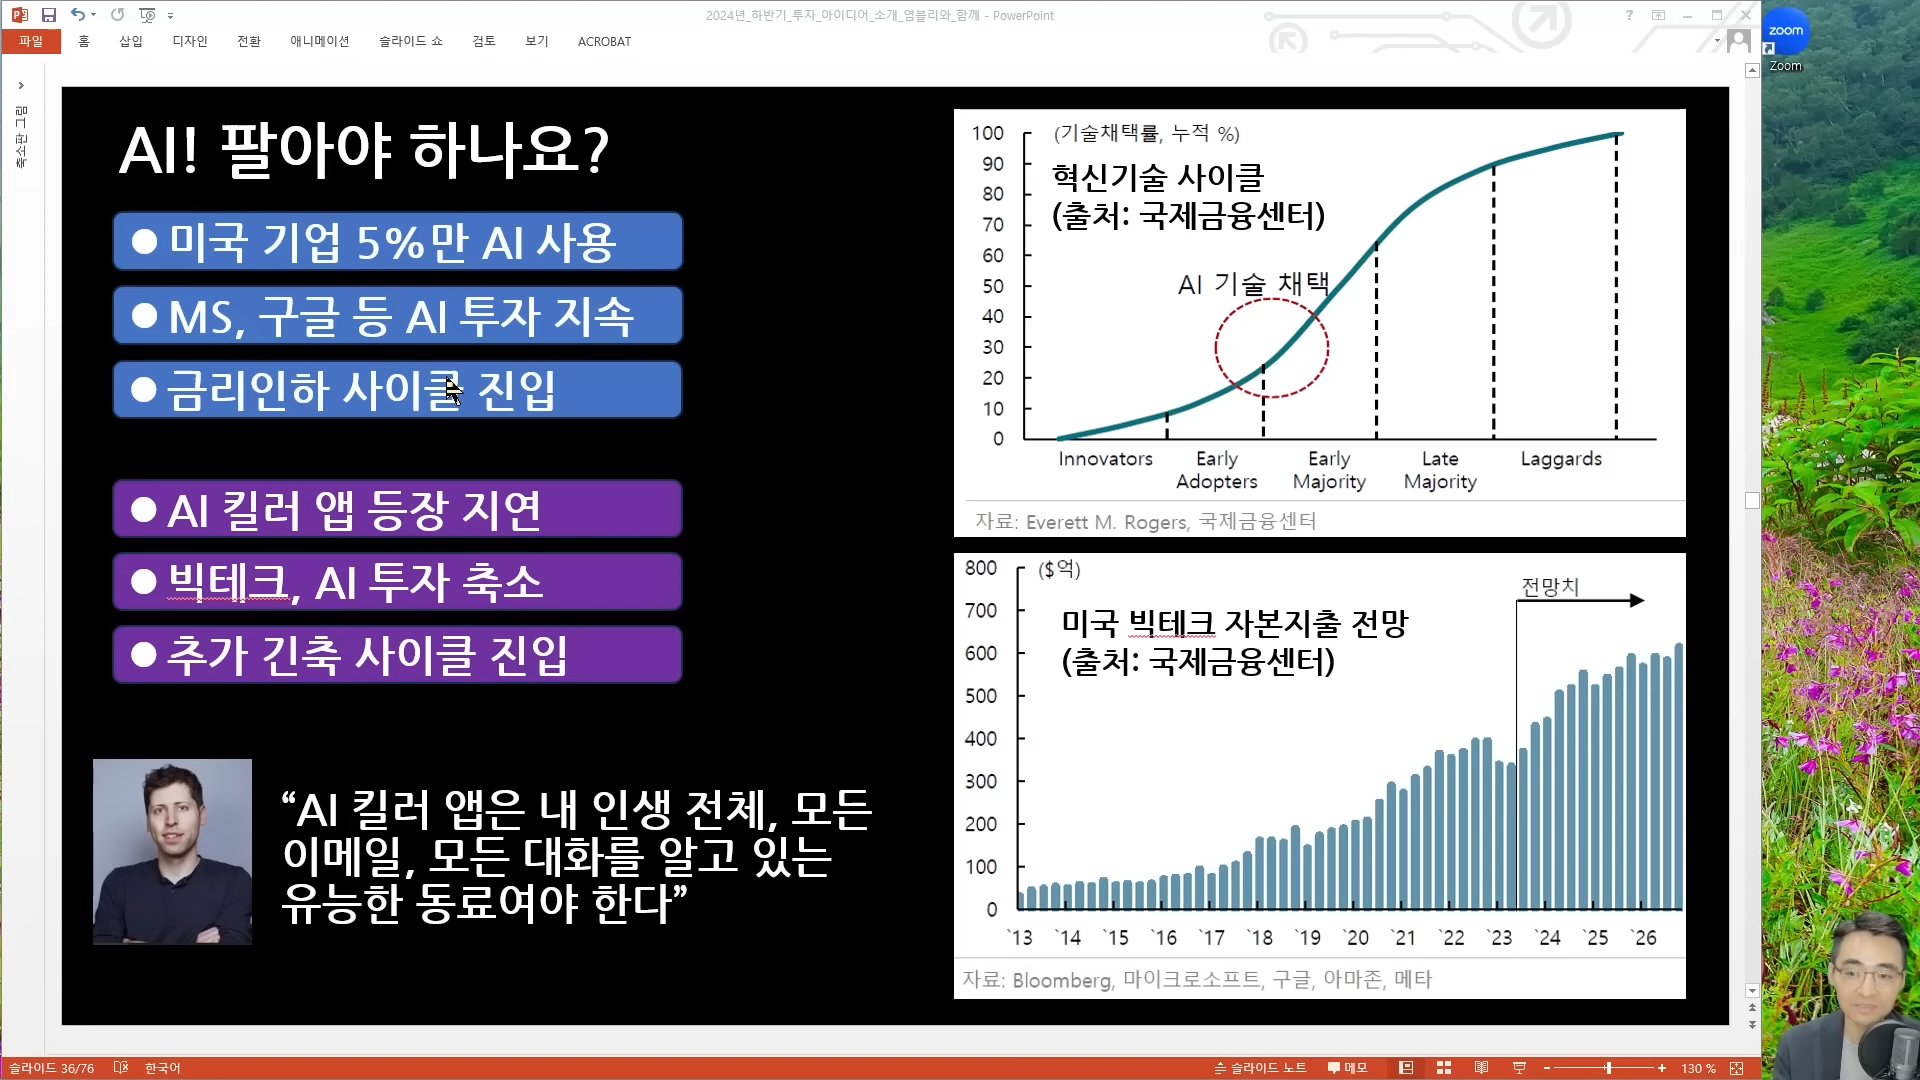 2024년_하반기_투자_아이디어_소개_염블리와_함께 - PowerPoint
파일 홈 삽입 디자인 전환 애니메이션 슬라이드 쇼 검토 보기 ACROBAT
zoom
Zoom
축소판 그림
AI! 팔아야 하나요?
● 미국 기업 5%만 AI 사용
● MS, 구글 등 AI 투자 지속
● 금리인하 사이클 진입
● AI 킬러 앱 등장 지연
● 빅테크, AI 투자 축소
● 추가 긴축 사이클 진입
“AI 킬러 앱은 내 인생 전체, 모든
이메일, 모든 대화를 알고 있는
유능한 동료여야 한다”
(기술채택률, 누적 %)
혁신기술 사이클
(출처: 국제금융센터)
AI 기술 채택
100
90
80
70
60
50
40
30
20
10
0
Innovators
Early
Adopters
Early
Majority
Late
Majority
Laggards
자료: Everett M. Rogers, 국제금융센터
($억)
전망치
미국 빅테크 자본지출 전망
(출처: 국제금융센터)
800
700
600
500
400
300
200
100
0
`13 `14 `15 `16 `17 `18 `19 `20 `21 `22 `23 `24 `25 `26
자료: Bloomberg, 마이크로소프트, 구글, 아마존, 메타
슬라이드 36/76 한국어 슬라이드 노트 메모 130 %